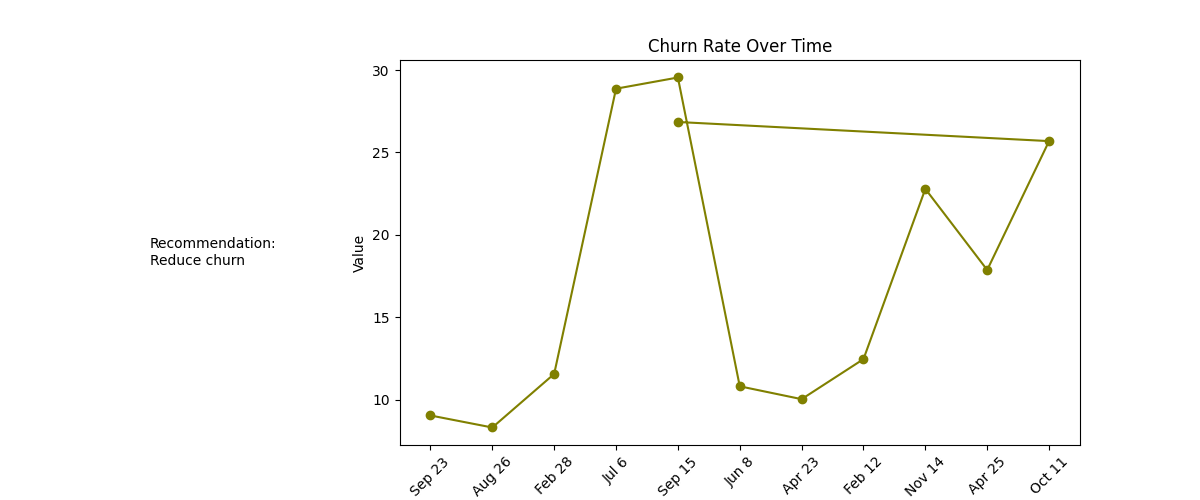 Churn Rate Over Time
Recommendation:
Reduce churn
Value
30
25
20
15
10
Sep 23
Aug 26
Feb 28
Jul 6
Sep 15
Jun 8
Apr 23
Feb 12
Nov 14
Apr 25
Oct 11